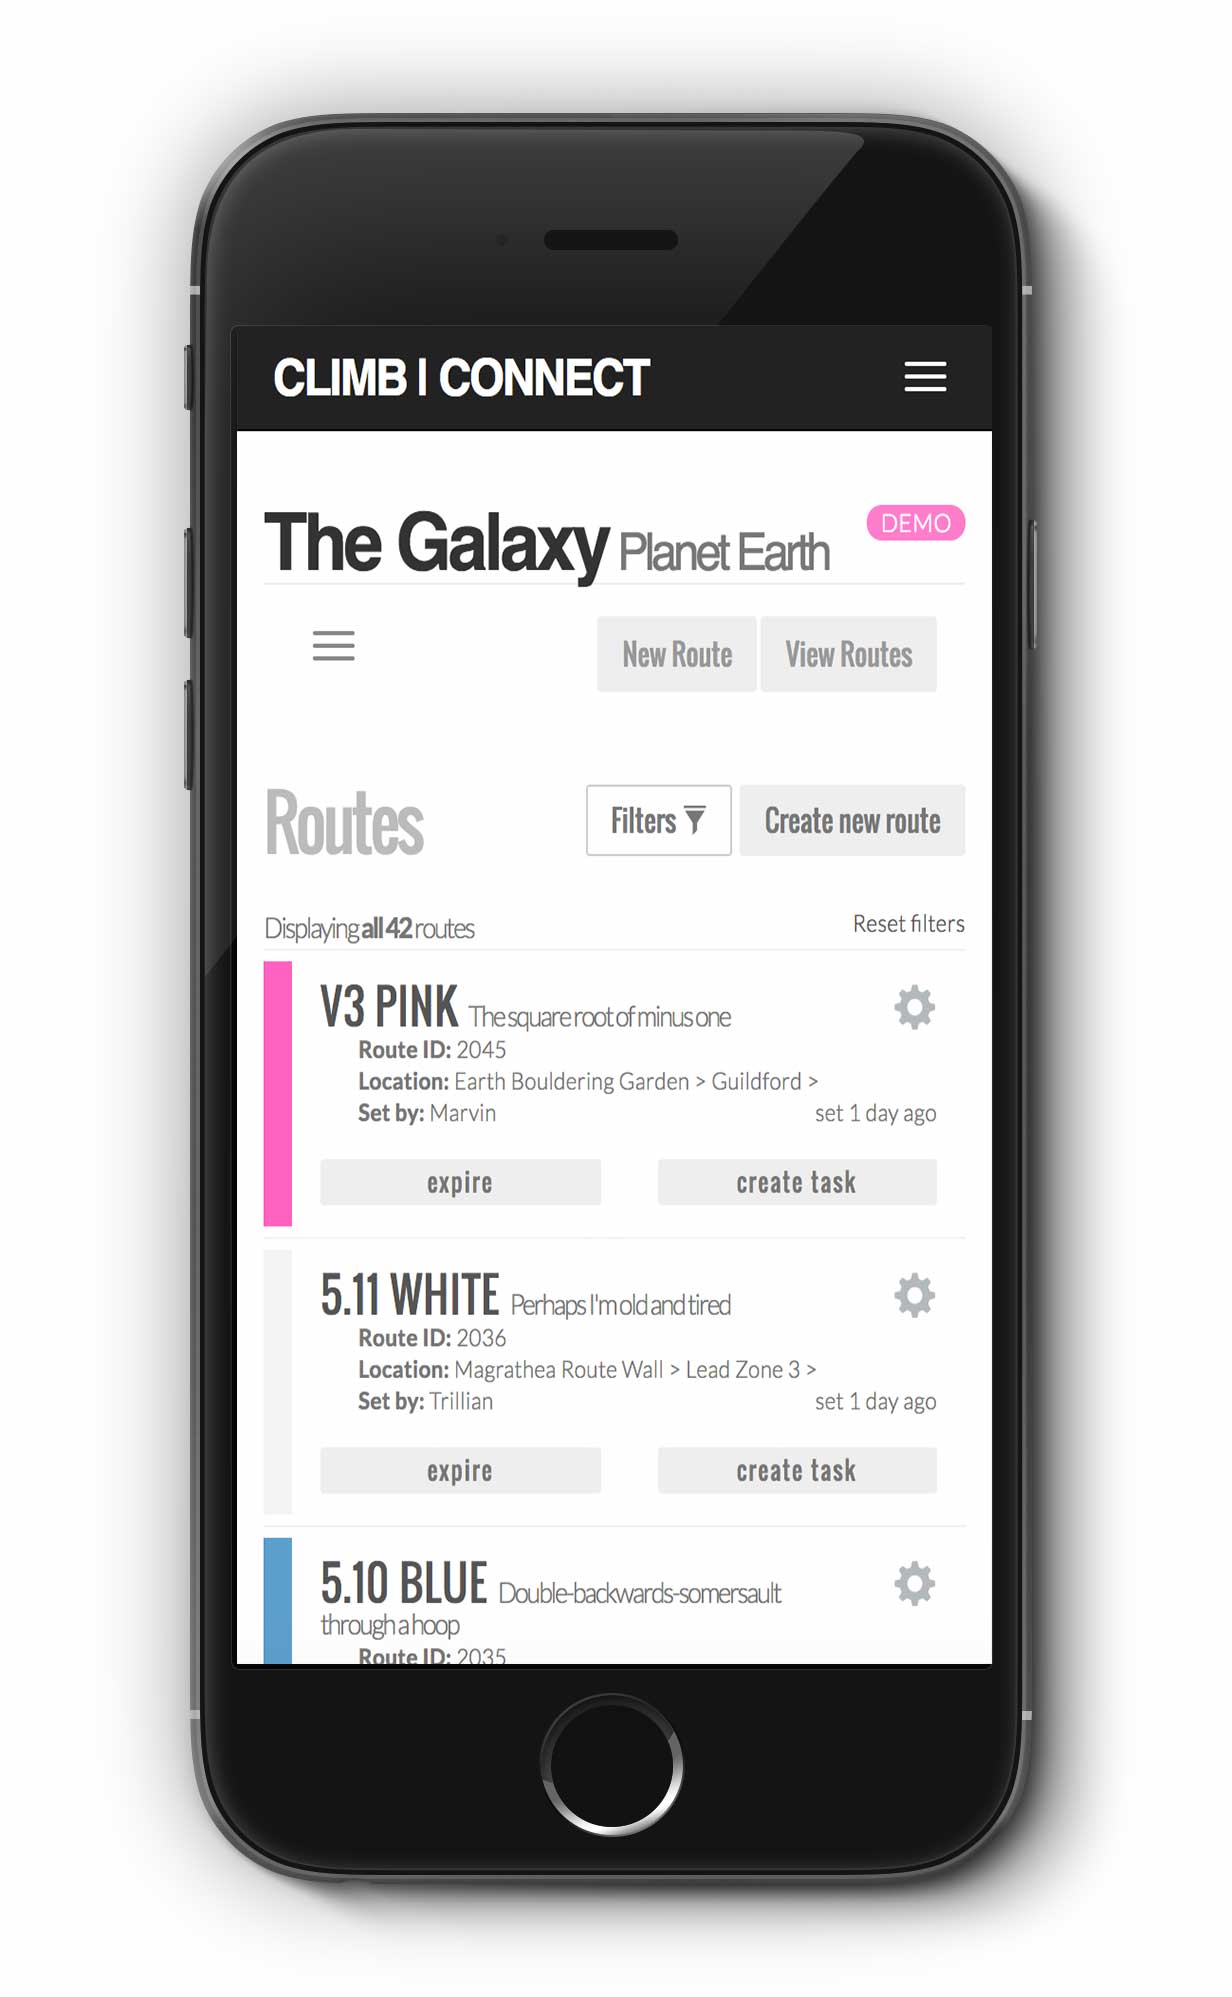 CLIMB | CONNECT
The Galaxy Planet Earth DEMO
New Route View Routes
Routes Filters Create new route
Displaying all 42 routes Reset filters
V3 PINK The square root of minus one
Route ID: 2045
Location: Earth Bouldering Garden > Guildford >
Set by: Marvin set 1 day ago
expire create task
5.11 WHITE Perhaps I'm old and tired
Route ID: 2036
Location: Magrathea Route Wall > Lead Zone 3 >
Set by: Trillian set 1 day ago
expire create task
5.10 BLUE Double-backwards-somersault
through a hoop
Route ID: 2035